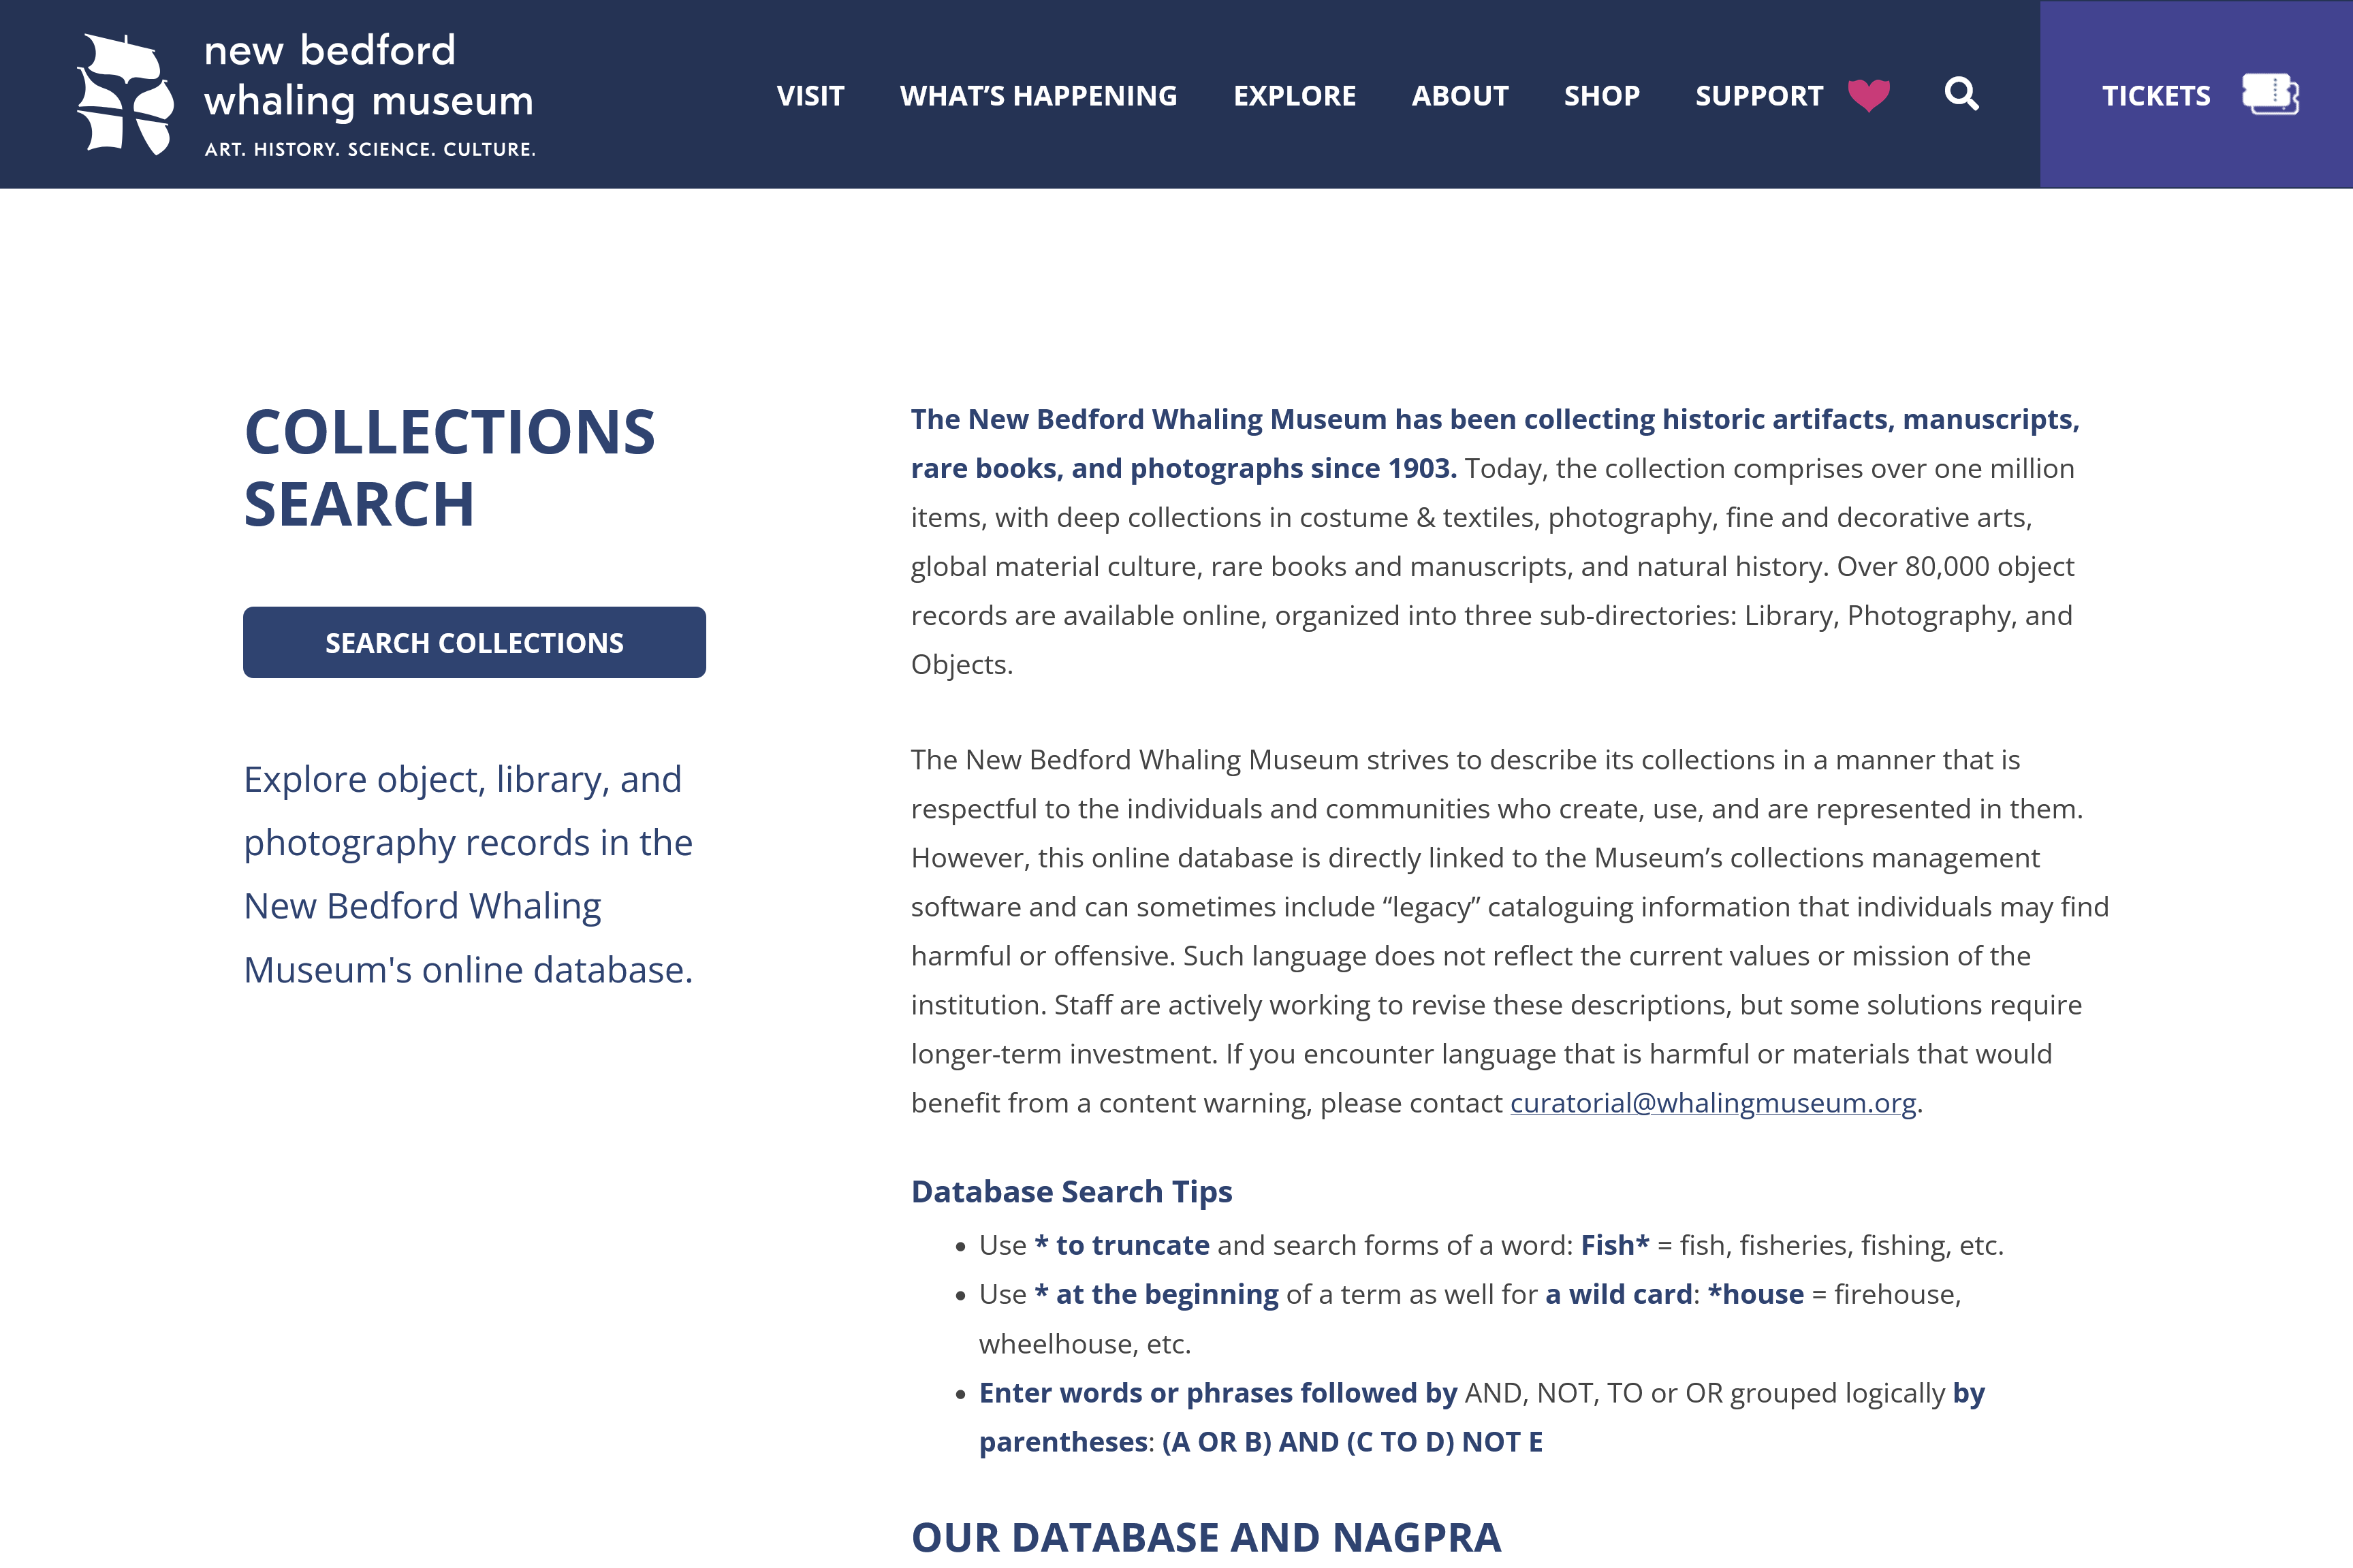 new bedford
whaling museum
ART. HISTORY. SCIENCE. CULTURE.
VISIT WHAT’S HAPPENING EXPLORE ABOUT SHOP SUPPORT TICKETS
COLLECTIONS
SEARCH
SEARCH COLLECTIONS
Explore object, library, and
photography records in the
New Bedford Whaling
Museum's online database.
The New Bedford Whaling Museum has been collecting historic artifacts, manuscripts,
rare books, and photographs since 1903. Today, the collection comprises over one million
items, with deep collections in costume & textiles, photography, fine and decorative arts,
global material culture, rare books and manuscripts, and natural history. Over 80,000 object
records are available online, organized into three sub-directories: Library, Photography, and
Objects.
The New Bedford Whaling Museum strives to describe its collections in a manner that is
respectful to the individuals and communities who create, use, and are represented in them.
However, this online database is directly linked to the Museum’s collections management
software and can sometimes include “legacy” cataloguing information that individuals may find
harmful or offensive. Such language does not reflect the current values or mission of the
institution. Staff are actively working to revise these descriptions, but some solutions require
longer-term investment. If you encounter language that is harmful or materials that would
benefit from a content warning, please contact curatorial@whalingmuseum.org.
Database Search Tips
• Use * to truncate and search forms of a word: Fish* = fish, fisheries, fishing, etc.
• Use * at the beginning of a term as well for a wild card: *house = firehouse,
wheelhouse, etc.
• Enter words or phrases followed by AND, NOT, TO or OR grouped logically by
parentheses: (A OR B) AND (C TO D) NOT E
OUR DATABASE AND NAGPRA